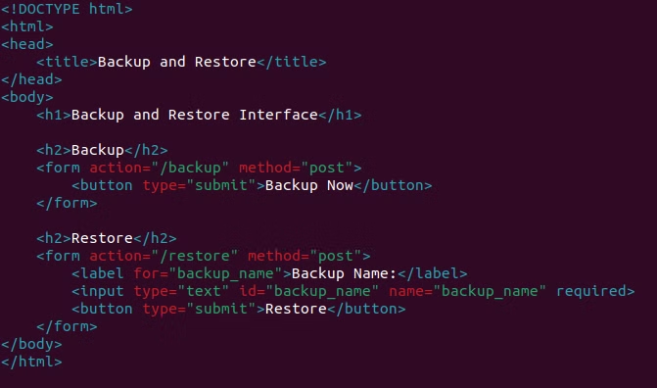 <!DOCTYPE html>
<html>
<head>
    <title>Backup and Restore</title>
</head>
<body>
    <h1>Backup and Restore Interface</h1>

    <h2>Backup</h2>
    <form action="/backup" method="post">
        <button type="submit">Backup Now</button>
    </form>

    <h2>Restore</h2>
    <form action="/restore" method="post">
        <label for="backup_name">Backup Name:</label>
        <input type="text" id="backup_name" name="backup_name" required>
        <button type="submit">Restore</button>
    </form>
</body>
</html>